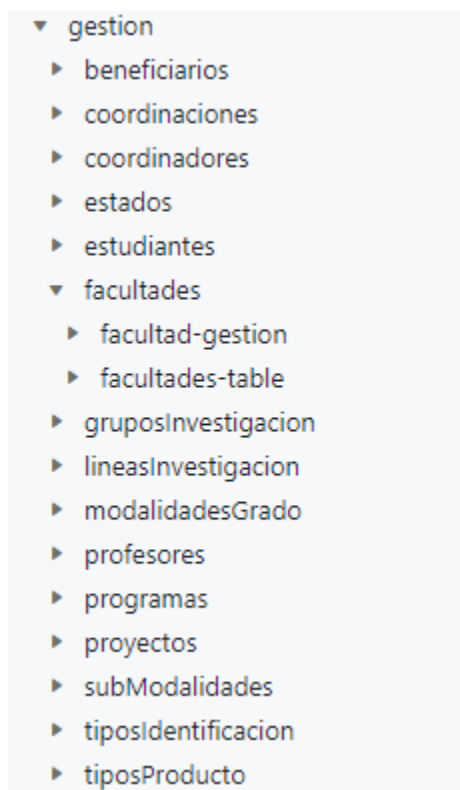 gestion
beneficiarios
coordinaciones
coordinadores
estados
estudiantes
facultades
facultad-gestion
facultades-table
gruposInvestigacion
lineasInvestigacion
modalidadesGrado
profesores
programas
proyectos
subModalidades
tiposIdentificacion
tiposProducto